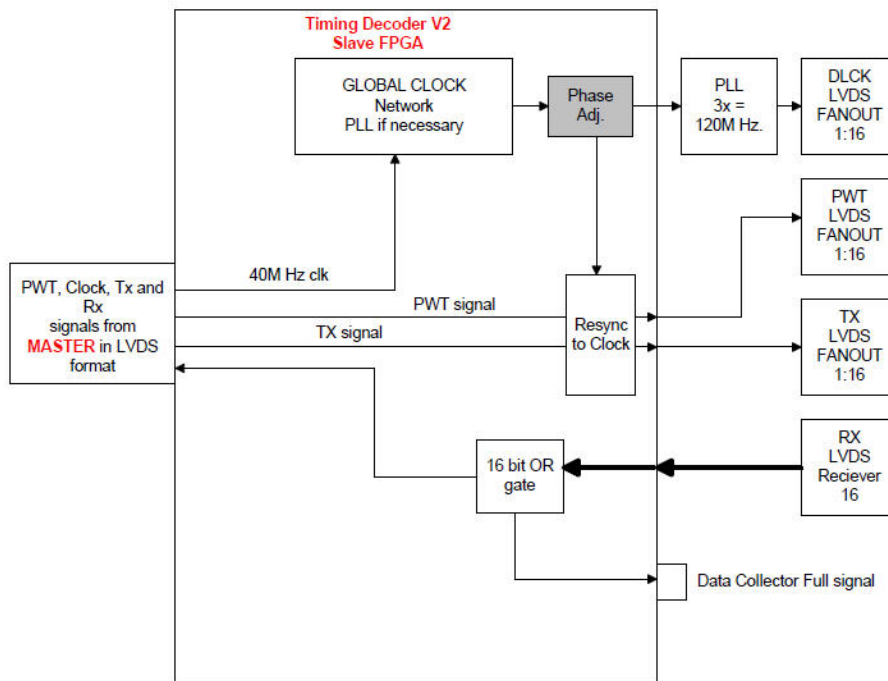 Timing Decoder V2
Slave FPGA
GLOBAL CLOCK
Network
PLL if necessary
Phase
Adj.
PLL
3x =
120M Hz.
DLCK
LVDS
FANOUT
1:16
PWT
LVDS
FANOUT
1:16
PWT, Clock, Tx and
Rx
signals from
MASTER in LVDS
format
40M Hz clk
PWT signal
TX signal
Resync
to Clock
TX
LVDS
FANOUT
1:16
16 bit OR
gate
RX
LVDS
Reciever
16
Data Collector Full signal